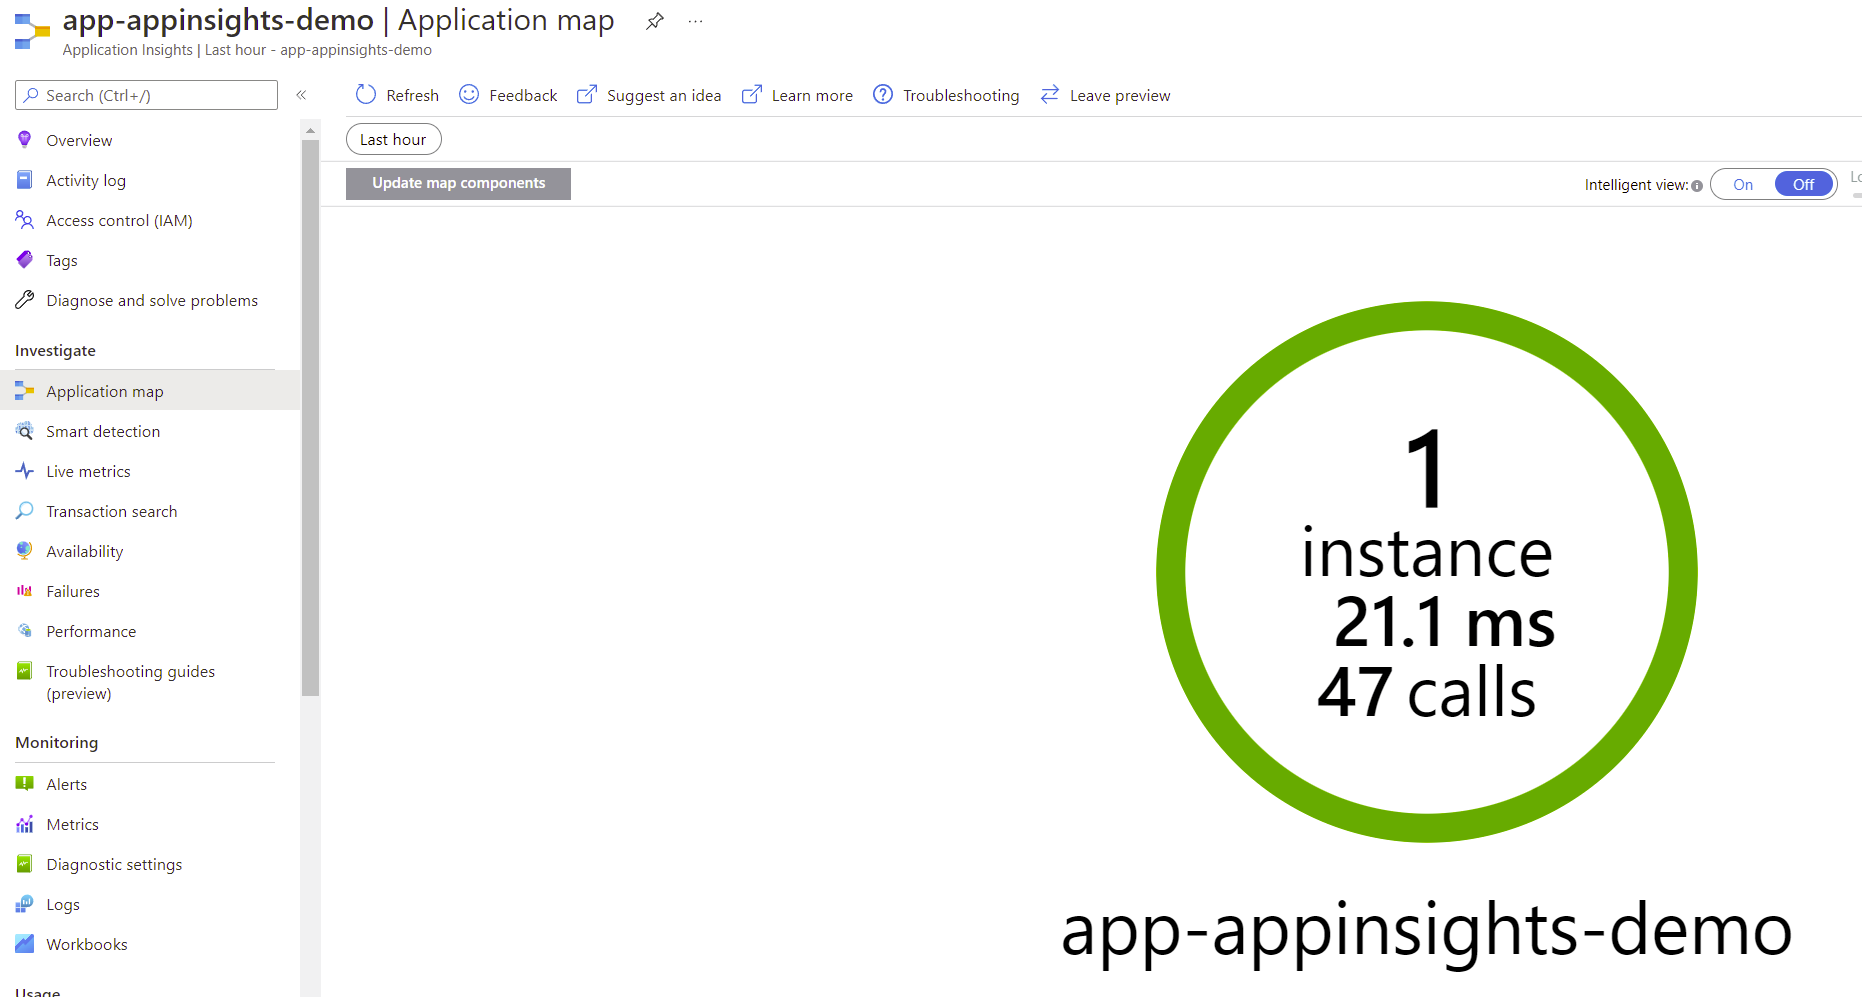 app-appinsights-demo | Application map
Application Insights | Last hour - app-appinsights-demo
Search (Ctrl+/)
Refresh Feedback Suggest an idea Learn more Troubleshooting Leave preview
Last hour
Update map components
Intelligent view: On Off
Overview
Activity log
Access control (IAM)
Tags
Diagnose and solve problems
Investigate
Application map
Smart detection
Live metrics
Transaction search
Availability
Failures
Performance
Troubleshooting guides
(preview)
Monitoring
Alerts
Metrics
Diagnostic settings
Logs
Workbooks
Usage
1
instance
21.1 ms
47 calls
app-appinsights-demo